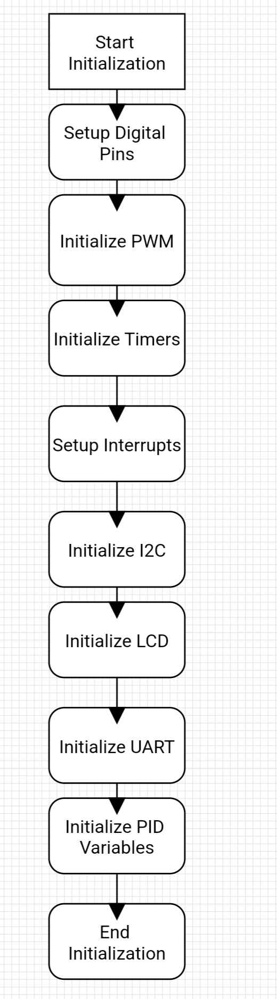 Start
Initialization
Setup Digital
Pins
Initialize PWM
Initialize Timers
Setup Interrupts
Initialize I2C
Initialize LCD
Initialize UART
Initialize PID
Variables
End
Initialization